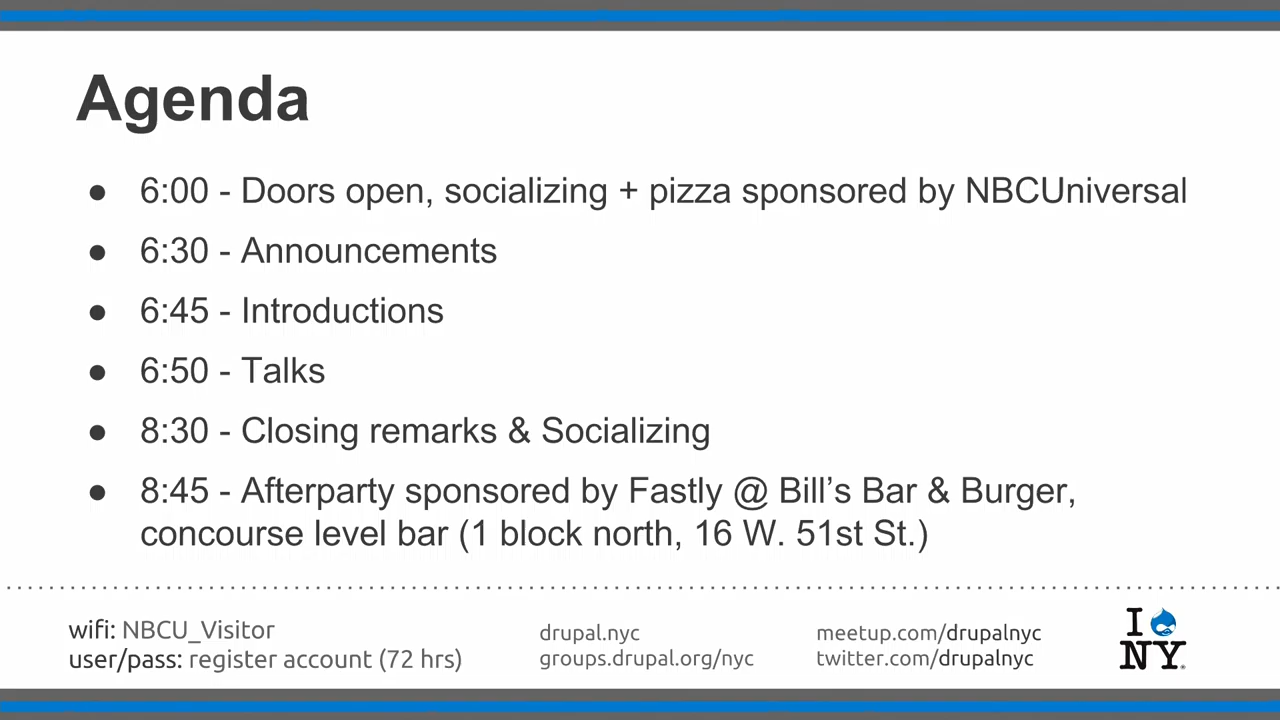 Agenda
● 6:00 - Doors open, socializing + pizza sponsored by NBCUniversal
● 6:30 - Announcements
● 6:45 - Introductions
● 6:50 - Talks
● 8:30 - Closing remarks & Socializing
● 8:45 - Afterparty sponsored by Fastly @ Bill’s Bar & Burger,
concourse level bar (1 block north, 16 W. 51st St.)
wifi: NBCU_Visitor
user/pass: register account (72 hrs)
drupal.nyc
groups.drupal.org/nyc
meetup.com/drupalnyc
twitter.com/drupalnyc
I
NY®